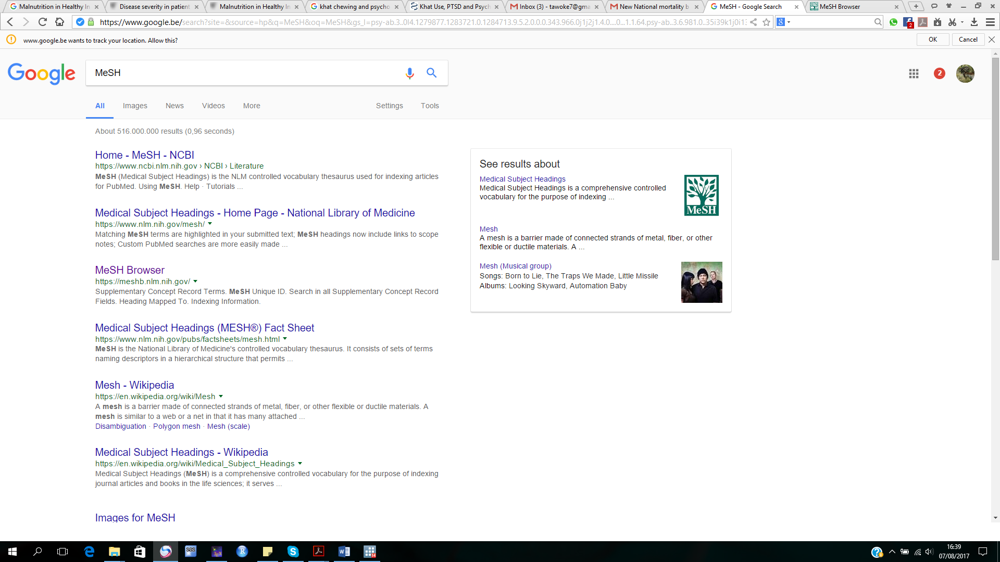 Malnutrition in Healthy In
Disease severity in patient
Malnutrition in Healthy In
khat chewing and psycho
Khat Use, PTSD and Psych
Inbox (3) - tawoke7@gma
New National mortality b
MeSH - Google Search
MeSH Browser
https://www.google.be/search?site=&source=hp&q=MeSH&oq=MeSH&gs_l=psy-ab.3..0l4.1279877.1283721.0.1284713.9.5.2.0.0.0.343.966.0j1j2j1.4.0....0...1.1.64.psy-ab..3.6.981.0..35i39k1j0i13
2
www.google.be wants to track your location. Allow this?
OK
Cancel
Google
MeSH
2
All
Images
News
Videos
More
Settings
Tools
About 516.000.000 results (0,96 seconds)
Home - MeSH - NCBI
https://www.ncbi.nlm.nih.gov › NCBI › Literature
MeSH (Medical Subject Headings) is the NLM controlled vocabulary thesaurus used for indexing articles
for PubMed. Using MeSH. Help · Tutorials ...
Medical Subject Headings - Home Page - National Library of Medicine
https://www.nlm.nih.gov/mesh/
Matching MeSH terms are highlighted in your submitted text; MeSH headings now include links to scope
notes; Custom PubMed searches are more easily made ...
MeSH Browser
https://meshb.nlm.nih.gov/
Supplementary Concept Record Terms. MeSH Unique ID. Search in all Supplementary Concept Record
Fields. Heading Mapped To. Indexing Information.
Medical Subject Headings (MESH®) Fact Sheet
https://www.nlm.nih.gov/pubs/factsheets/mesh.html
MeSH is the National Library of Medicine's controlled vocabulary thesaurus. It consists of sets of terms
naming descriptors in a hierarchical structure that permits ...
Mesh - Wikipedia
https://en.wikipedia.org/wiki/Mesh
A mesh is a barrier made of connected strands of metal, fiber, or other flexible or ductile materials. A
mesh is similar to a web or a net in that it has many attached ...
Disambiguation · Polygon mesh · Mesh (scale)
Medical Subject Headings - Wikipedia
https://en.wikipedia.org/wiki/Medical_Subject_Headings
Medical Subject Headings (MeSH) is a comprehensive controlled vocabulary for the purpose of indexing
journal articles and books in the life sciences; it serves ...
Images for MeSH
See results about
Medical Subject Headings
Medical Subject Headings is a comprehensive controlled
vocabulary for the purpose of indexing ...
MeSH
Mesh
A mesh is a barrier made of connected strands of metal, fiber, or other
flexible or ductile materials. A ...
Mesh (Musical group)
Songs: Born to Lie, The Traps We Made, Little Missile
Albums: Looking Skyward, Automation Baby
sas
R
14
16:39
07/08/2017